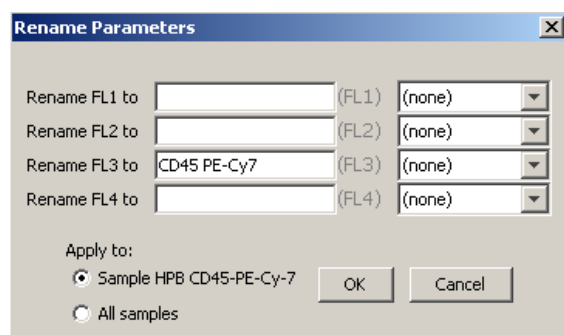 Rename Parameters
Rename FL1 to (FL1) (none)
Rename FL2 to (FL2) (none)
Rename FL3 to CD45 PE-Cy7 (FL3) (none)
Rename FL4 to (FL4) (none)
Apply to:
Sample HPB CD45-PE-Cy-7 OK Cancel
All samples